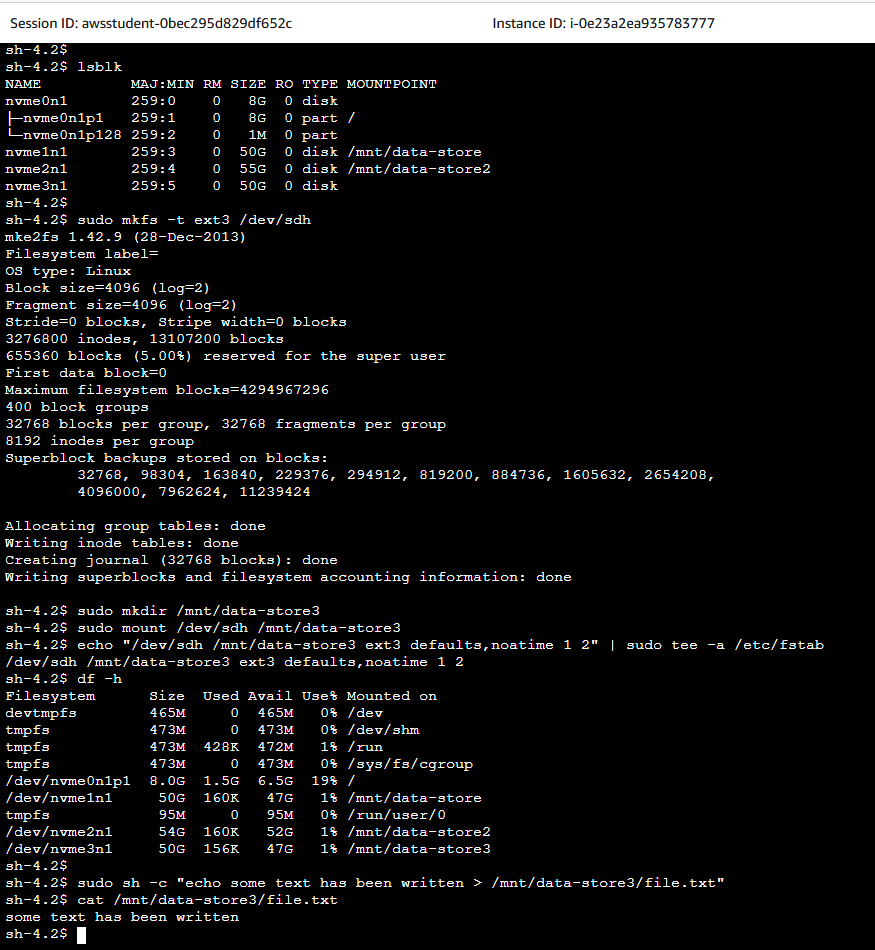 Session ID: awsstudent-0bec295d829df652c Instance ID: i-0e23a2ea935783777
sh-4.2$
sh-4.2$ lsblk
NAME          MAJ:MIN RM SIZE RO TYPE MOUNTPOINT
nvme0n1       259:0    0   8G  0 disk
├─nvme0n1p1   259:1    0   8G  0 part /
└─nvme0n1p128 259:2    0   1M  0 part
nvme1n1       259:3    0  50G  0 disk /mnt/data-store
nvme2n1       259:4    0  55G  0 disk /mnt/data-store2
nvme3n1       259:5    0  50G  0 disk
sh-4.2$
sh-4.2$ sudo mkfs -t ext3 /dev/sdh
mke2fs 1.42.9 (28-Dec-2013)
Filesystem label=
OS type: Linux
Block size=4096 (log=2)
Fragment size=4096 (log=2)
Stride=0 blocks, Stripe width=0 blocks
3276800 inodes, 13107200 blocks
655360 blocks (5.00%) reserved for the super user
First data block=0
Maximum filesystem blocks=4294967296
400 block groups
32768 blocks per group, 32768 fragments per group
8192 inodes per group
Superblock backups stored on blocks:
        32768, 98304, 163840, 229376, 294912, 819200, 884736, 1605632, 2654208,
        4096000, 7962624, 11239424
Allocating group tables: done
Writing inode tables: done
Creating journal (32768 blocks): done
Writing superblocks and filesystem accounting information: done
sh-4.2$ sudo mkdir /mnt/data-store3
sh-4.2$ sudo mount /dev/sdh /mnt/data-store3
sh-4.2$ echo "/dev/sdh /mnt/data-store3 ext3 defaults,noatime 1 2" | sudo tee -a /etc/fstab
/dev/sdh /mnt/data-store3 ext3 defaults,noatime 1 2
sh-4.2$ df -h
Filesystem      Size  Used Avail Use% Mounted on
devtmpfs        465M     0  465M   0% /dev
tmpfs           473M     0  473M   0% /dev/shm
tmpfs           473M  428K  472M   1% /run
tmpfs           473M     0  473M   0% /sys/fs/cgroup
/dev/nvme0n1p1  8.0G  1.5G  6.5G  19% /
/dev/nvme1n1     50G  160K   47G   1% /mnt/data-store
tmpfs            95M     0   95M   0% /run/user/0
/dev/nvme2n1     54G  160K   52G   1% /mnt/data-store2
/dev/nvme3n1     50G  156K   47G   1% /mnt/data-store3
sh-4.2$
sh-4.2$ sudo sh -c "echo some text has been written > /mnt/data-store3/file.txt"
sh-4.2$ cat /mnt/data-store3/file.txt
some text has been written
sh-4.2$